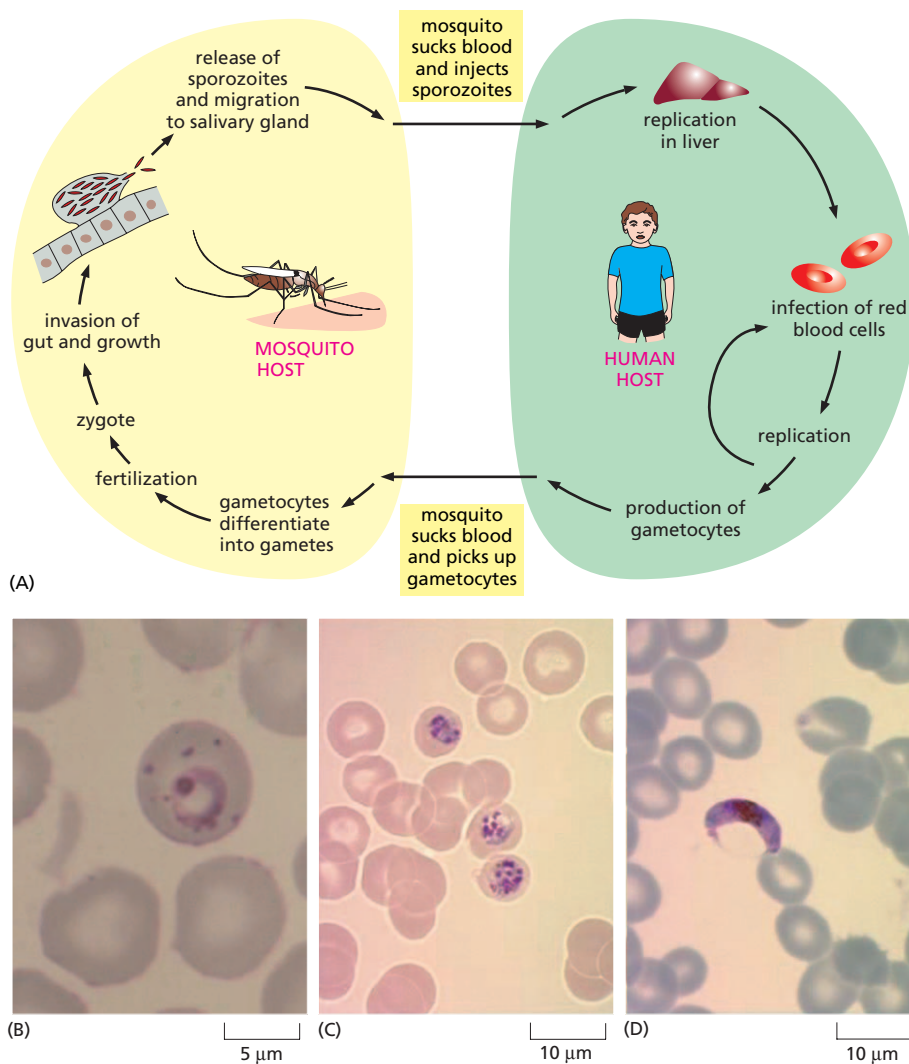 mosquito
sucks blood
and injects
sporozoites
release of
sporozoites
and migration
to salivary gland
replication
in liver
infection of red
blood cells
invasion of
gut and growth
MOSQUITO
HOST
HUMAN
HOST
zygote
replication
fertilization
gametocytes
differentiate
into gametes
production of
gametocytes
mosquito
sucks blood
and picks up
gametocytes
(A)
(B)
5 μm
(C)
10 μm
(D)
10 μm